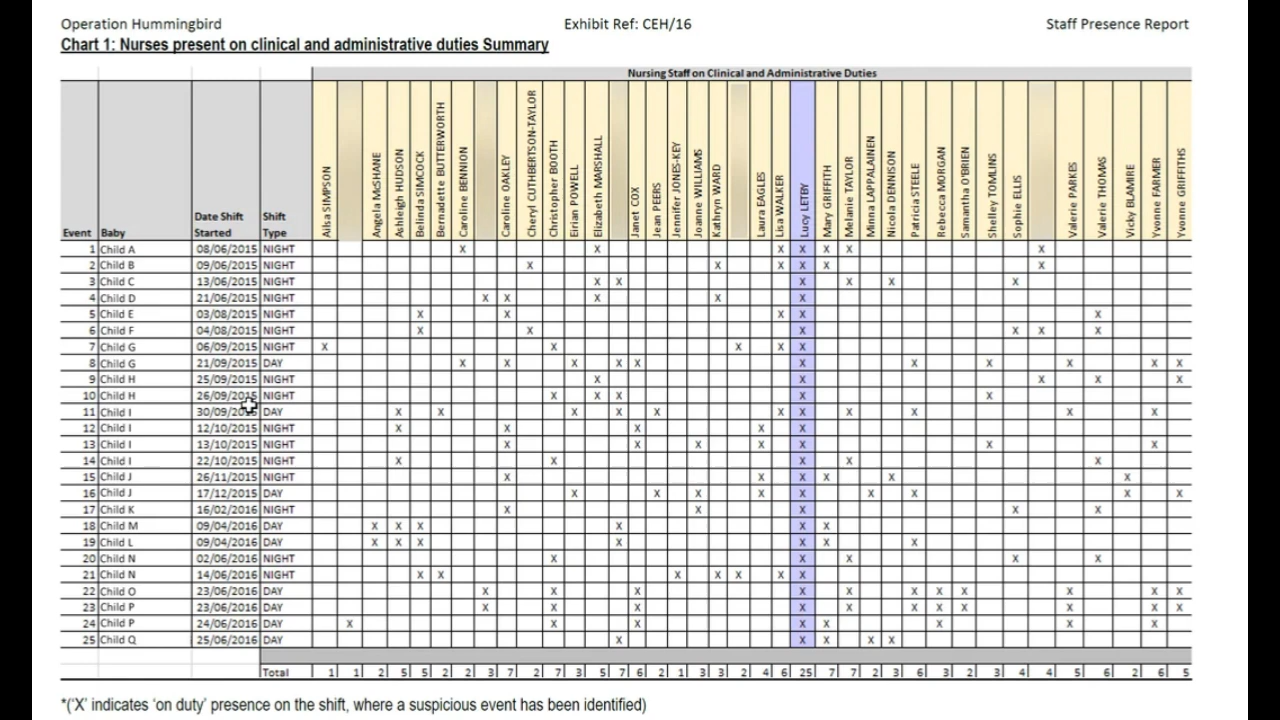 Operation Hummingbird Exhibit Ref: CEH/16 Staff Presence Report
Chart 1: Nurses present on clinical and administrative duties Summary
Nursing Staff on Clinical and Administrative Duties
Event Baby Date Shift Started Shift Type Ailsa SIMPSON Angela McSHANE Ashleigh HUDSON Belinda SIMCOCK Bernadette BUTTERWORTH Caroline BENNION Caroline OAKLEY Cheryl CUTHBERTSON-TAYLOR Christopher BOOTH Eirian POWELL Elizabeth MARSHALL Janet COX Jean PEERS Jennifer JONES-KEY Joanne WILLIAMS Kathryn WARD Laura EAGLES Lisa WALKER Lucy LETBY Mary GRIFFITH Melanie TAYLOR Minna LAPPALAINEN Nicola DENNISON Patricia STEELE Rebecca MORGAN Samantha O'BRIEN Shelley TOMLINS Sophie ELLIS Valerie PARKES Valerie THOMAS Vicky BLAMIRE Yvonne FARMER Yvonne GRIFFITHS
1 Child A 08/06/2015 NIGHT X X X X X X X
2 Child B 09/06/2015 NIGHT X X X X X X
3 Child C 13/06/2015 NIGHT X X X X X X
4 Child D 21/06/2015 NIGHT X X X X X
5 Child E 03/08/2015 NIGHT X X X X X
6 Child F 04/08/2015 NIGHT X X X X X X
7 Child G 06/09/2015 NIGHT X X X X X
8 Child G 21/09/2015 DAY X X X X X X X X X X X
9 Child H 25/09/2015 NIGHT X X X X X
10 Child H 26/09/2015 NIGHT X X X X X
11 Child I 30/09/2015 DAY X X X X X X X X X X X
12 Child I 12/10/2015 NIGHT X X X X X
13 Child I 13/10/2015 NIGHT X X X X X X X
14 Child I 22/10/2015 NIGHT X X X X X
15 Child J 26/11/2015 NIGHT X X X X X X
16 Child J 17/12/2015 DAY X X X X X X X X X
17 Child K 16/02/2016 NIGHT X X X X X
18 Child M 09/04/2016 DAY X X X X X X
19 Child L 09/04/2016 DAY X X X X X X X
20 Child N 02/06/2016 NIGHT X X X X X
21 Child N 14/06/2016 NIGHT X X X X X X X
22 Child O 23/06/2016 DAY X X X X X X X X X X X
23 Child P 23/06/2016 DAY X X X X X X X X X X X
24 Child P 24/06/2016 DAY X X X X X X X X
25 Child Q 25/06/2016 DAY X X X X X
Total 1 1 2 5 5 2 2 3 7 2 7 3 5 7 6 2 1 3 3 2 4 6 25 7 7 2 3 6 3 2 3 4 4 5 6 2 6 5
*('X' indicates 'on duty' presence on the shift, where a suspicious event has been identified)